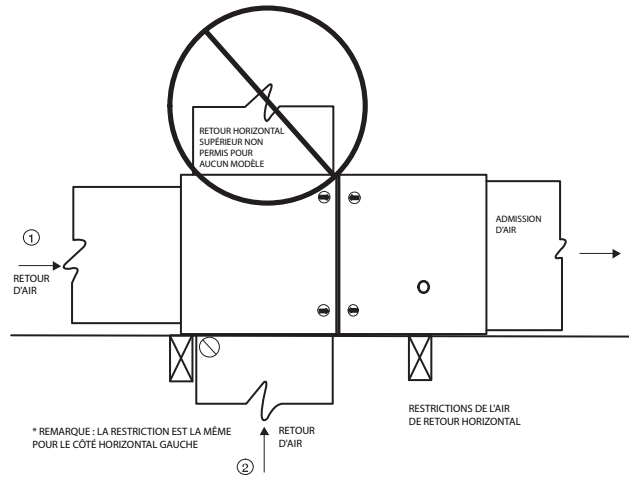 RETOUR HORIZONTAL
SUPÉRIEUR NON
PERMIS POUR
AUCUN MODÈLE
ADMISSION
D'AIR
1
RETOUR
D'AIR
RESTRICTIONS DE L'AIR
DE RETOUR HORIZONTAL
* REMARQUE : LA RESTRICTION EST LA MÊME
POUR LE CÔTÉ HORIZONTAL GAUCHE
RETOUR
D'AIR
2